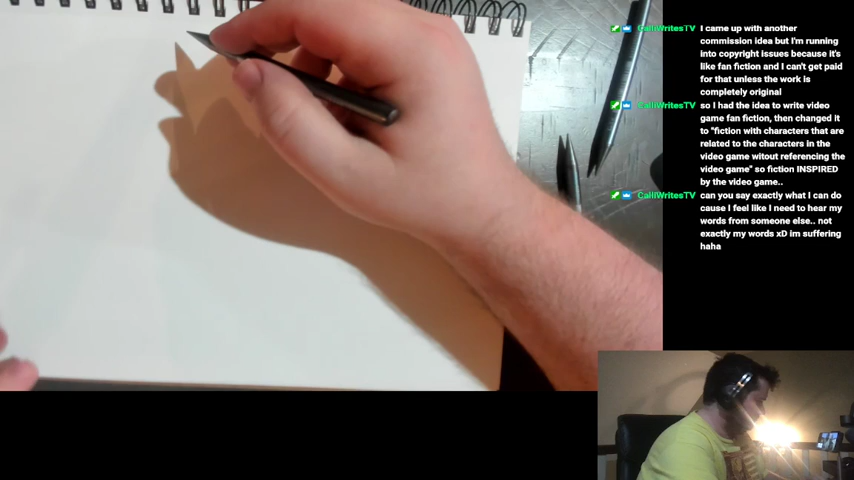 CalliWritesTV I came up with another
commission idea but I'm running
into copyright issues because it's
like fan fiction and I can't get paid
for that unless the work is
completely original
CalliWritesTV so I had the idea to write video
game fan fiction, then changed it
to "fiction with characters that are
related to the characters in the
video game witout referencing the
video game" so fiction INSPIRED
by the video game..
CalliWritesTV can you say exactly what I can do
cause I feel like I need to hear my
words from someone else.. not
exactly my words xD im suffering
haha